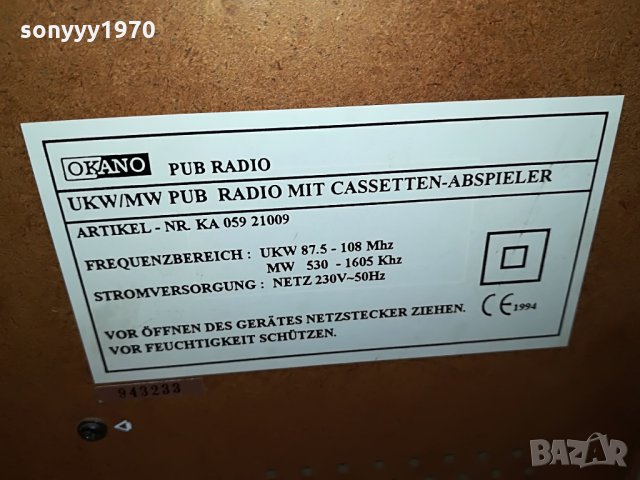 sonyyy1970
OKANO PUB RADIO
UKW/MW PUB RADIO MIT CASSETTEN-ABSPIELER
ARTIKEL - NR. KA 059 21009
FREQUENZBEREICH : UKW 87.5 - 108 Mhz
MW 530 - 1605 Khz
STROMVERSORGUNG : NETZ 230V~50Hz
CE 1994
VOR ÖFFNEN DES GERÄTES NETZSTECKER ZIEHEN.
VOR FEUCHTIGKEIT SCHÜTZEN.
943233
BAZAR